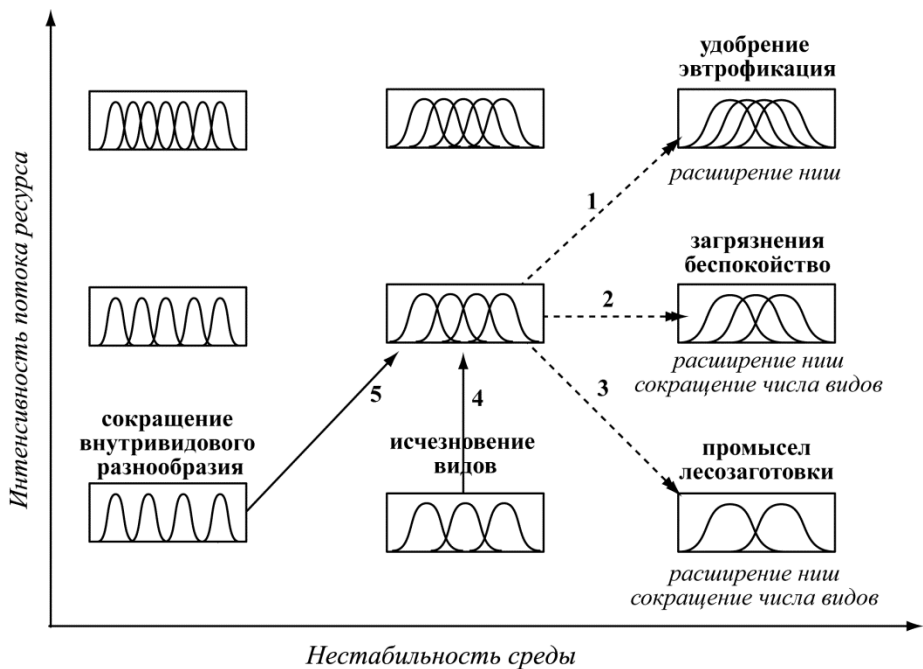 Интенсивность потока ресурса
удобрение
эвтрофикация
расширение ниш
1
загрязнения
беспокойство
2
расширение ниш
сокращение числа видов
3
5
4
сокращение
внутривидового
разнообразия
исчезновение
видов
промысел
лесозаготовки
расширение ниш
сокращение числа видов
Нестабильность среды